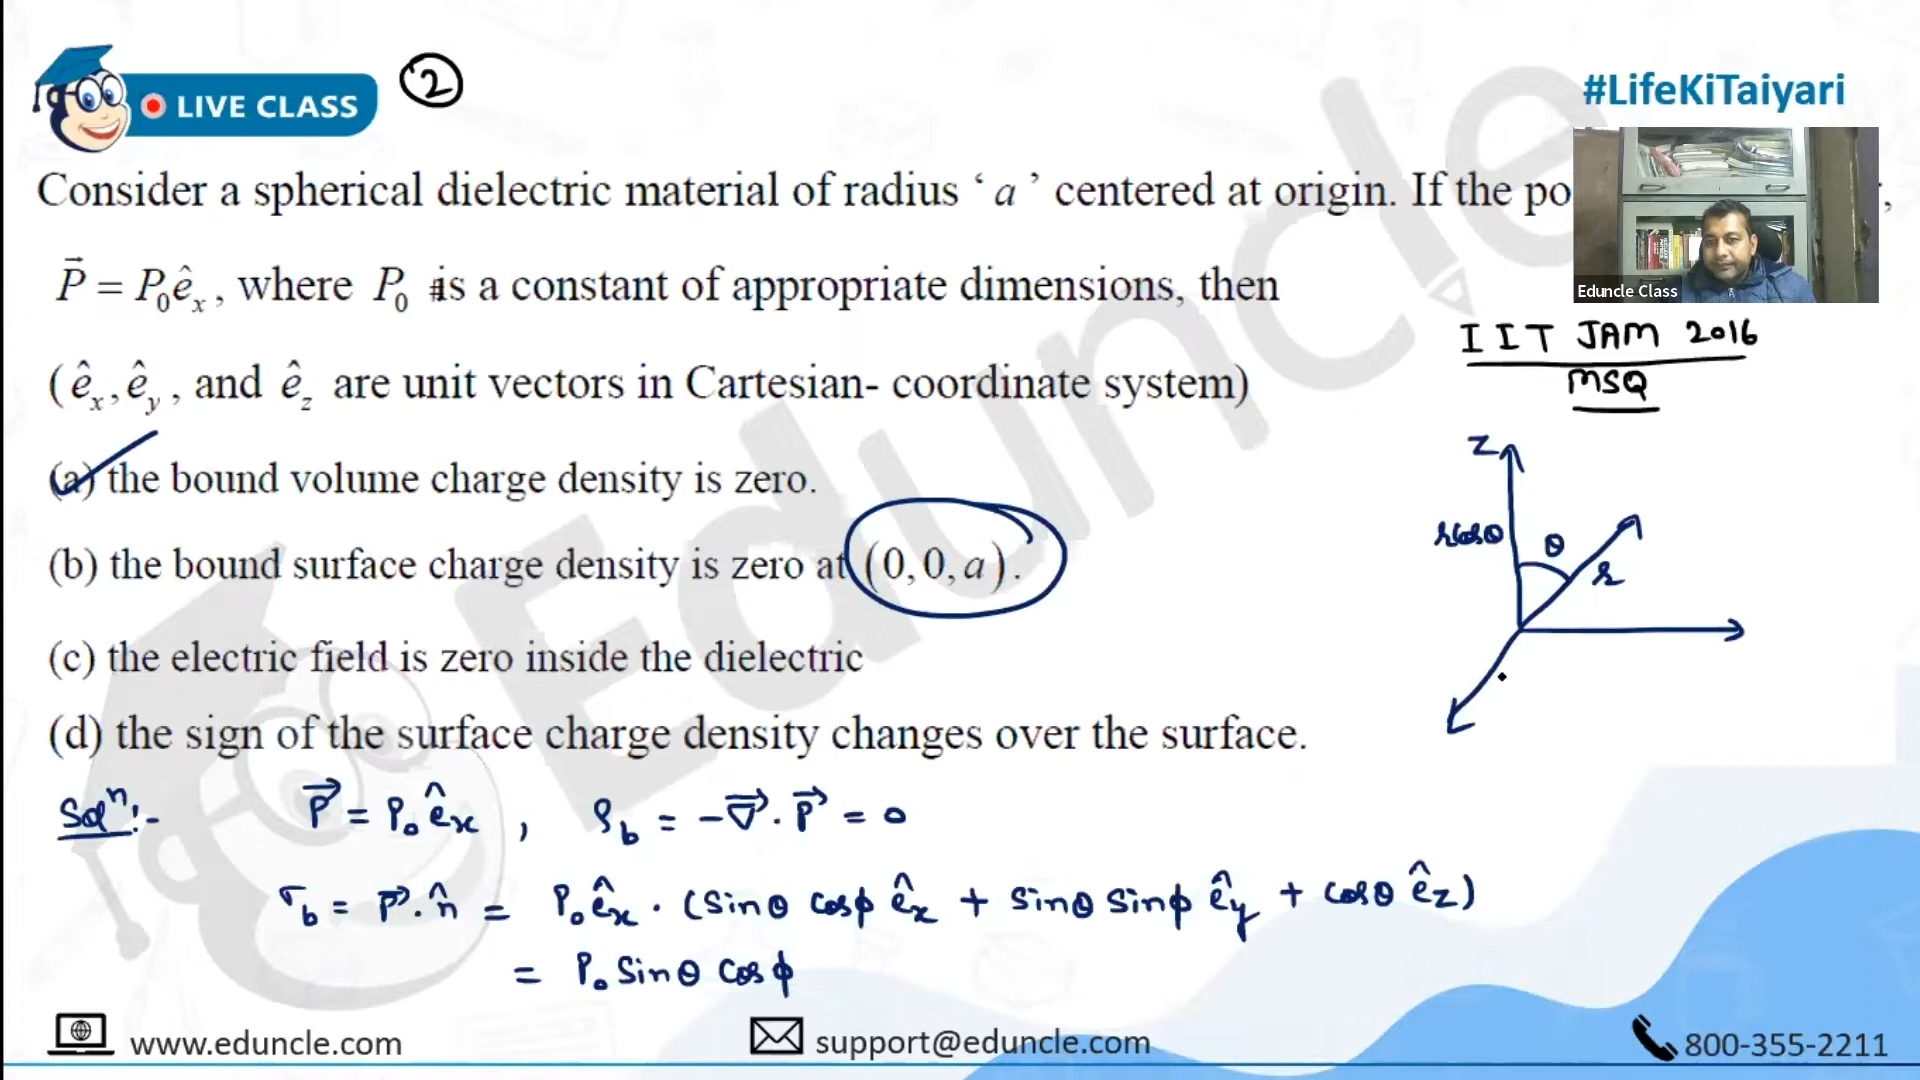 LIVE CLASS
②
#LifeKiTaiyari
Consider a spherical dielectric material of radius ‘ a ’ centered at origin. If the po
Eduncle Class
P⃗ = P₀ê_x , where P₀ is a constant of appropriate dimensions, then
IIT JAM 2016
MSQ
(ê_x, ê_y , and ê_z are unit vectors in Cartesian- coordinate system)
(a) the bound volume charge density is zero.
(b) the bound surface charge density is zero at (0,0,a).
(c) the electric field is zero inside the dielectric
(d) the sign of the surface charge density changes over the surface.
z
rcosθ
θ
r
Solⁿ:- P⃗ = P₀ ê_x , ρ_b = -∇⃗ . P⃗ = 0
σ_b = P⃗ . n̂ = P₀ ê_x . (sinθ cosϕ ê_x + sinθ sinϕ ê_y + cosθ ê_z)
= P₀ sinθ cosϕ
Eduncle
www.eduncle.com
support@eduncle.com
800-355-2211